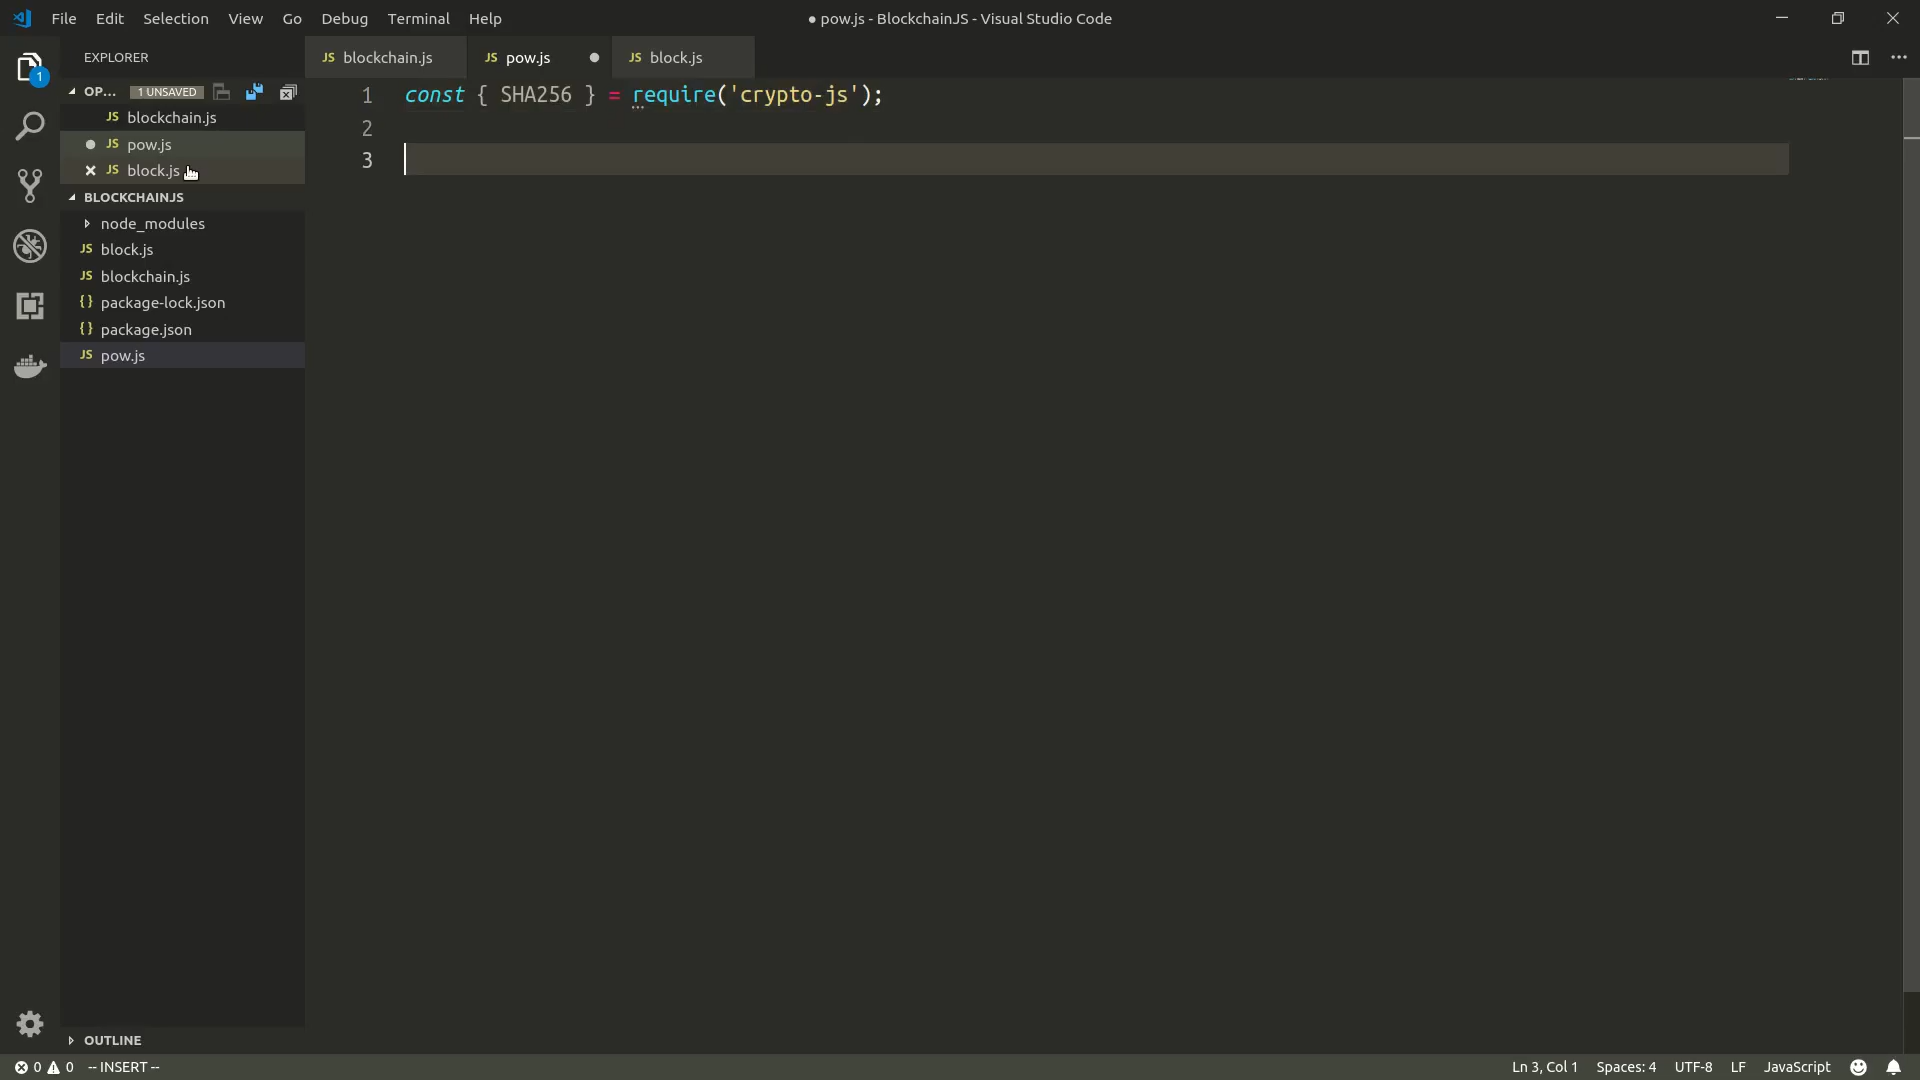 File Edit Selection View Go Debug Terminal Help
● pow.js - BlockchainJS - Visual Studio Code
EXPLORER
1
OP... 1 UNSAVED
JS blockchain.js
JS pow.js
JS block.js
BLOCKCHAINJS
node_modules
JS block.js
JS blockchain.js
{} package-lock.json
{} package.json
JS pow.js
OUTLINE
JS blockchain.js JS pow.js JS block.js
1 const { SHA256 } = require('crypto-js');
2
3
0 0 -- INSERT --
Ln 3, Col 1 Spaces: 4 UTF-8 LF JavaScript